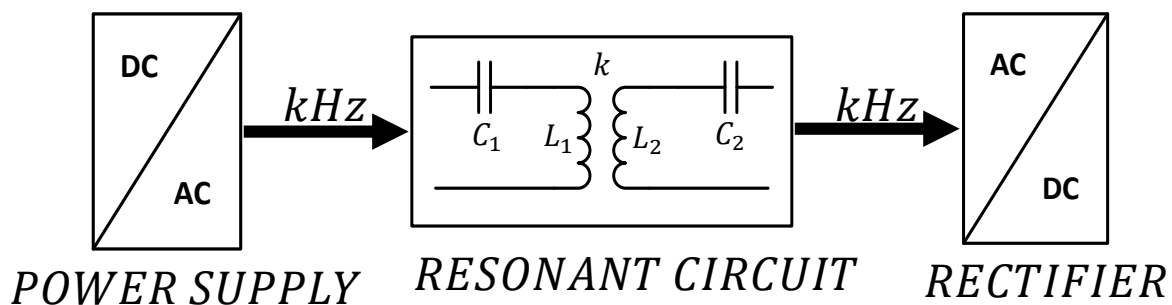 DC
AC
kHz
k
C₁
L₁ L₂
C₂
kHz
AC
DC
POWER SUPPLY
RESONANT CIRCUIT
RECTIFIER